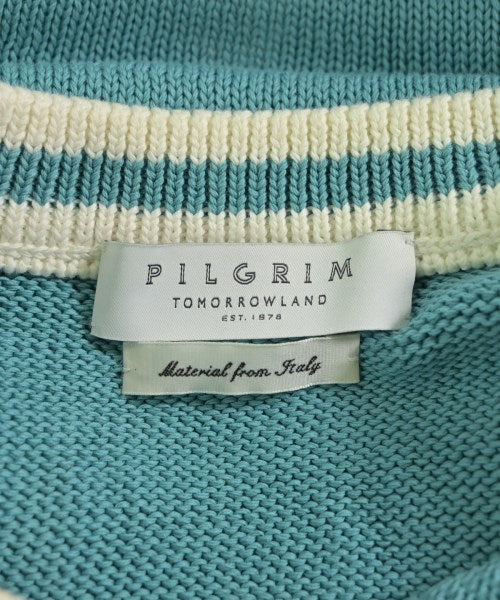 PILGRIM
TOMORROWLAND
EST. 1978
Material from Italy